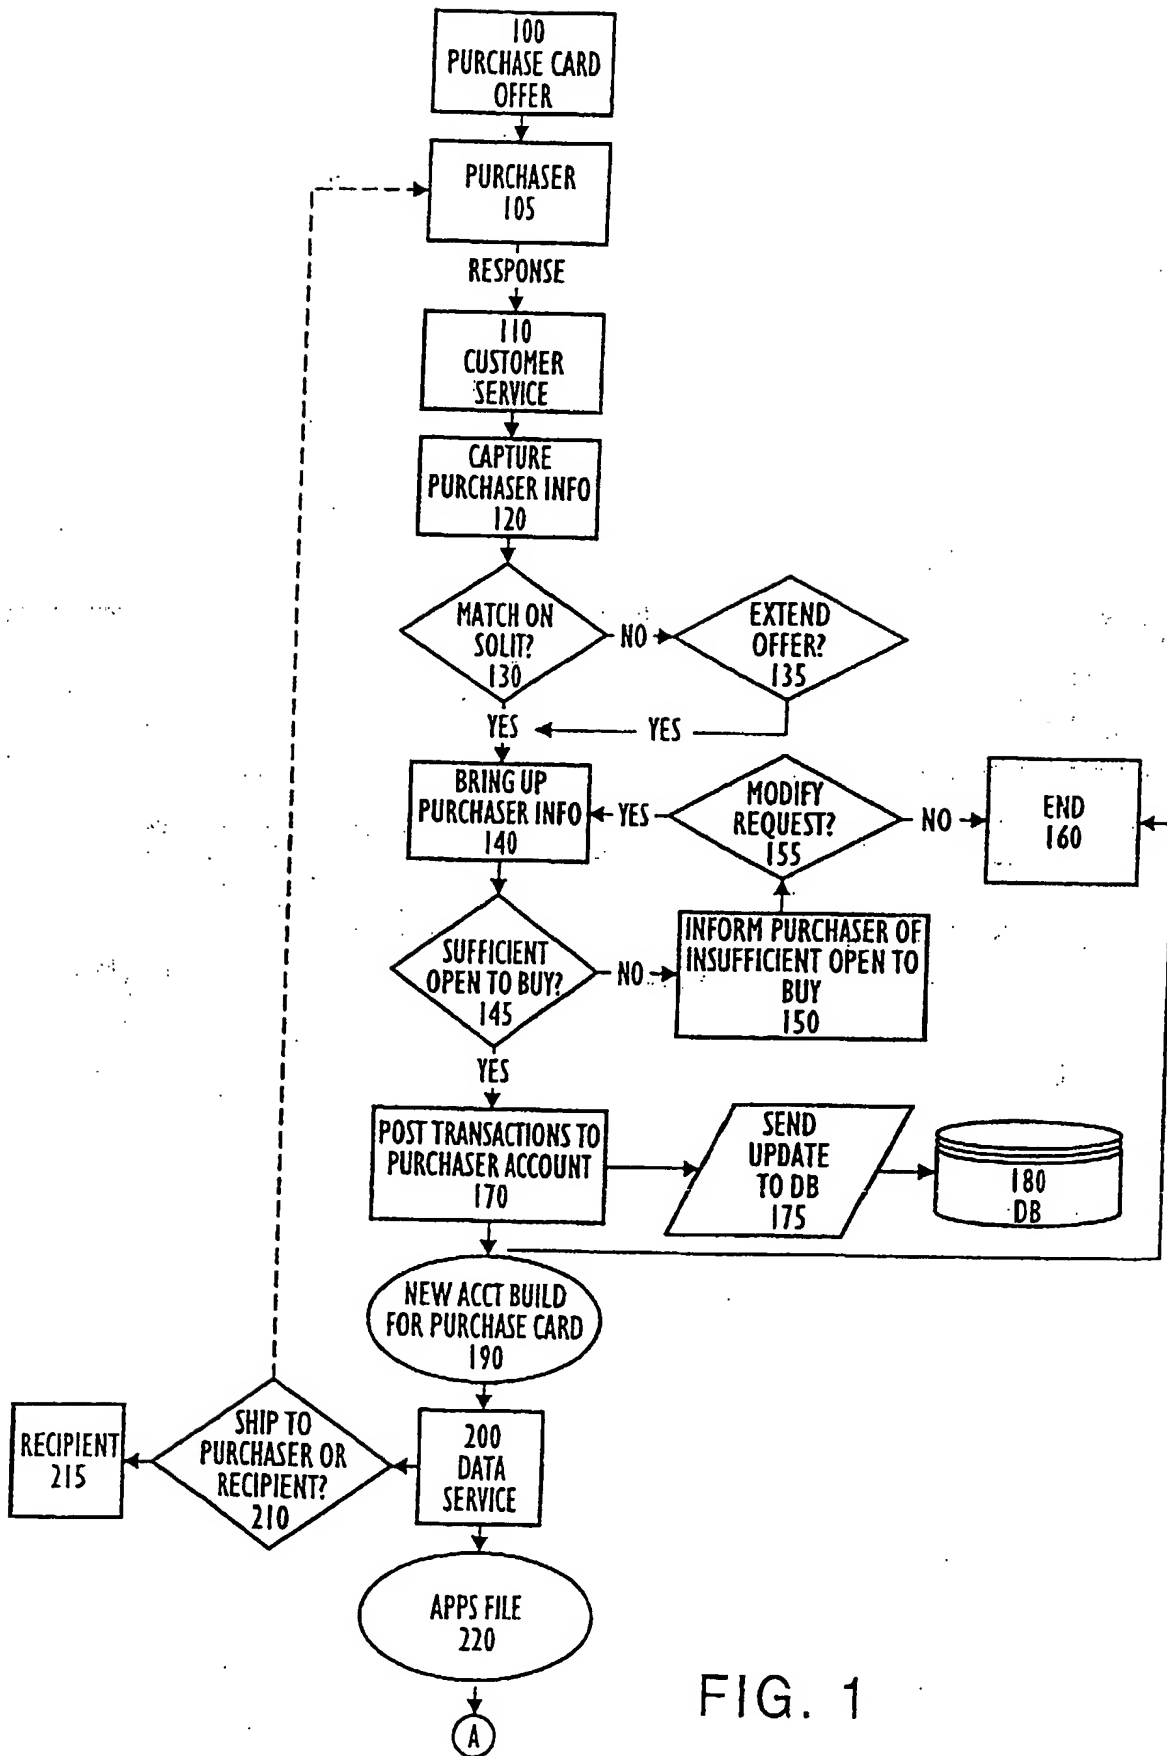 100
PURCHASE CARD
OFFER
PURCHASER
105
RESPONSE
110
CUSTOMER
SERVICE
CAPTURE
PURCHASER INFO
120
MATCH ON
SOLIT?
130
NO
EXTEND
OFFER?
135
YES
YES
BRING UP
PURCHASER INFO
140
YES
MODIFY
REQUEST?
155
NO
END
160
SUFFICIENT
OPEN TO BUY?
145
NO
INFORM PURCHASER OF
INSUFFICIENT OPEN TO
BUY
150
YES
POST TRANSACTIONS TO
PURCHASER ACCOUNT
170
SEND
UPDATE
TO DB
175
180
DB
NEW ACCT BUILD
FOR PURCHASE CARD
190
RECIPIENT
215
SHIP TO
PURCHASER OR
RECIPIENT?
210
200
DATA
SERVICE
APPS FILE
220
A
FIG. 1